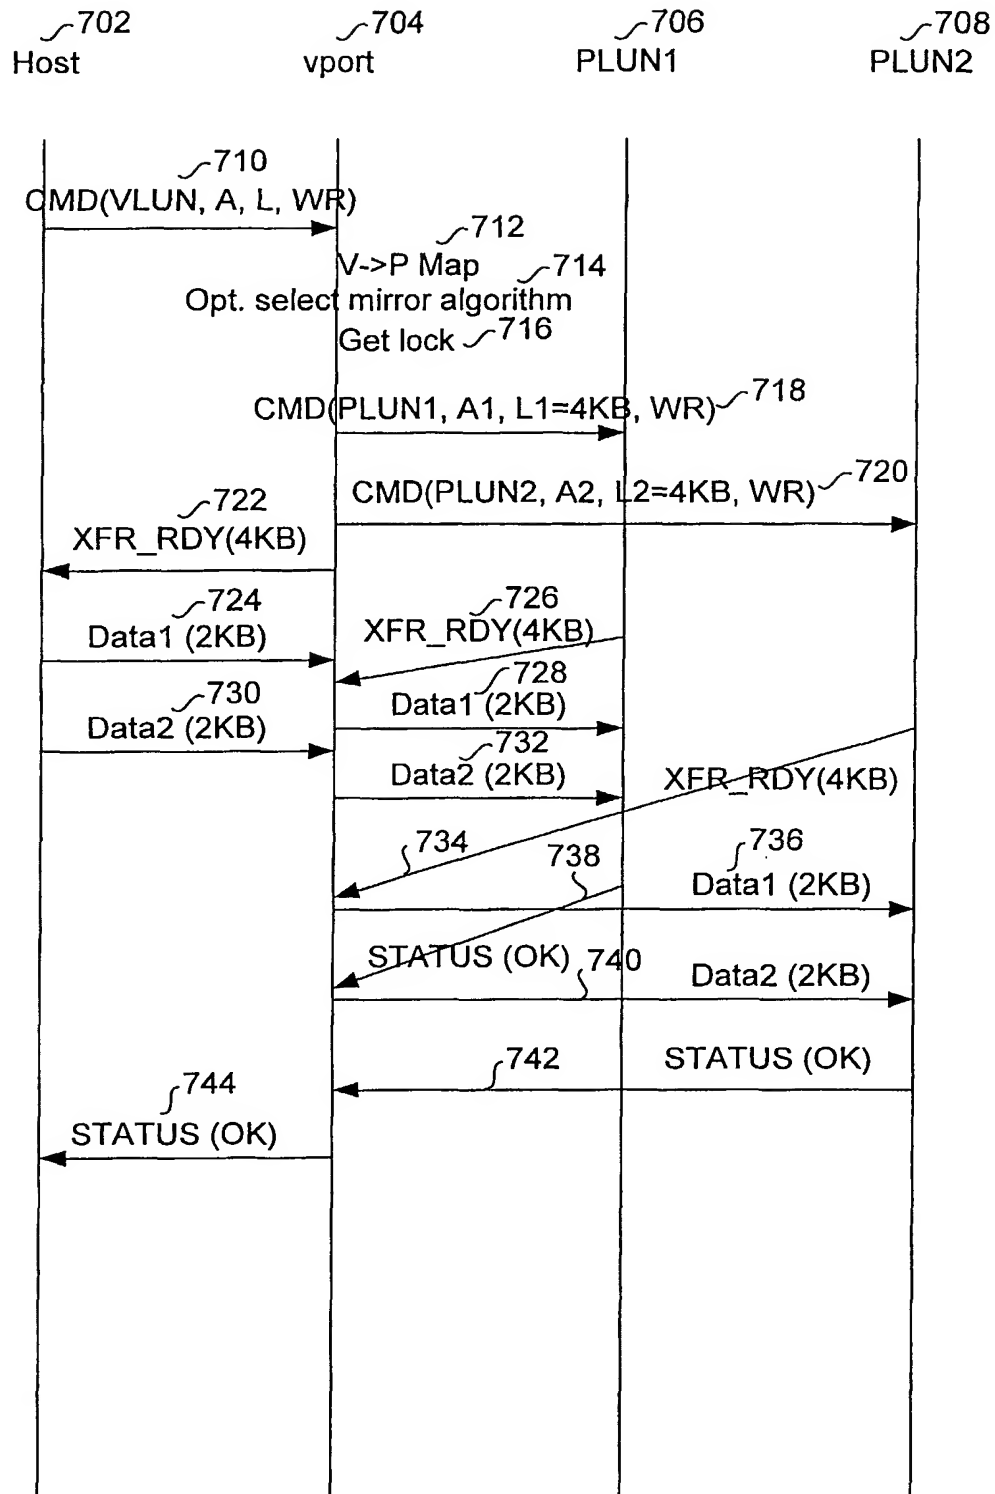 702 704 706 708
Host vport PLUN1 PLUN2
710
CMD(VLUN, A, L, WR)
712
V->P Map
714
Opt. select mirror algorithm
Get lock 716
718
CMD(PLUN1, A1, L1=4KB, WR)
720
CMD(PLUN2, A2, L2=4KB, WR)
722
XFR_RDY(4KB)
724
Data1 (2KB)
726
XFR_RDY(4KB)
728
Data1 (2KB)
730
Data2 (2KB)
732
Data2 (2KB)
XFR_RDY(4KB)
734
738
736
Data1 (2KB)
STATUS (OK)
740
Data2 (2KB)
742
STATUS (OK)
744
STATUS (OK)